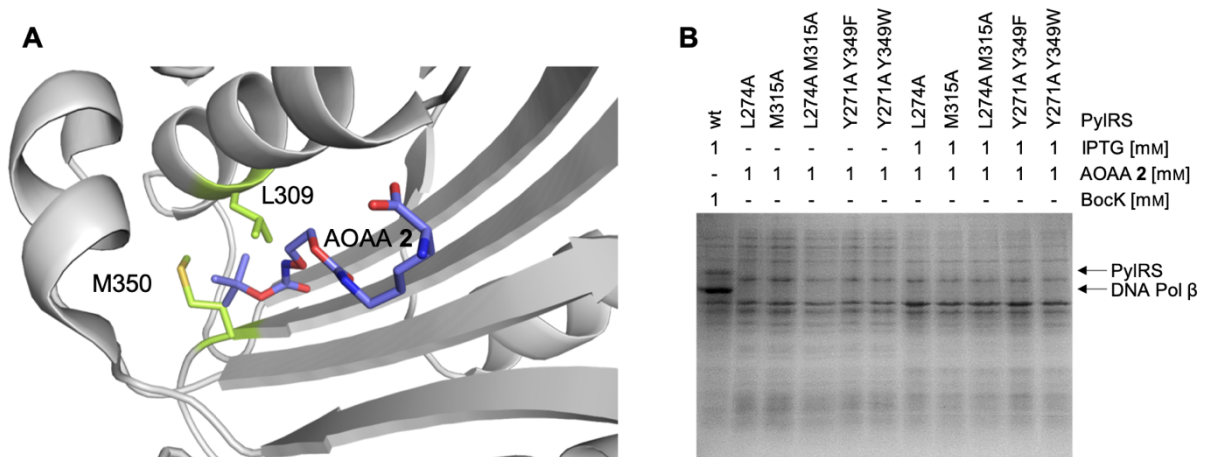 A
L309
AOAA 2
M350
B
wt
L274A
M315A
L274A M315A
Y271A Y349F
Y271A Y349W
L274A
M315A
L274A M315A
Y271A Y349F
Y271A Y349W
PylRS
1 - - - - - 1 1 1 1 1 IPTG [mM]
- 1 1 1 1 1 1 1 1 1 1 AOAA 2 [mM]
1 - - - - - - - - - - BocK [mM]
PylRS
DNA Pol β